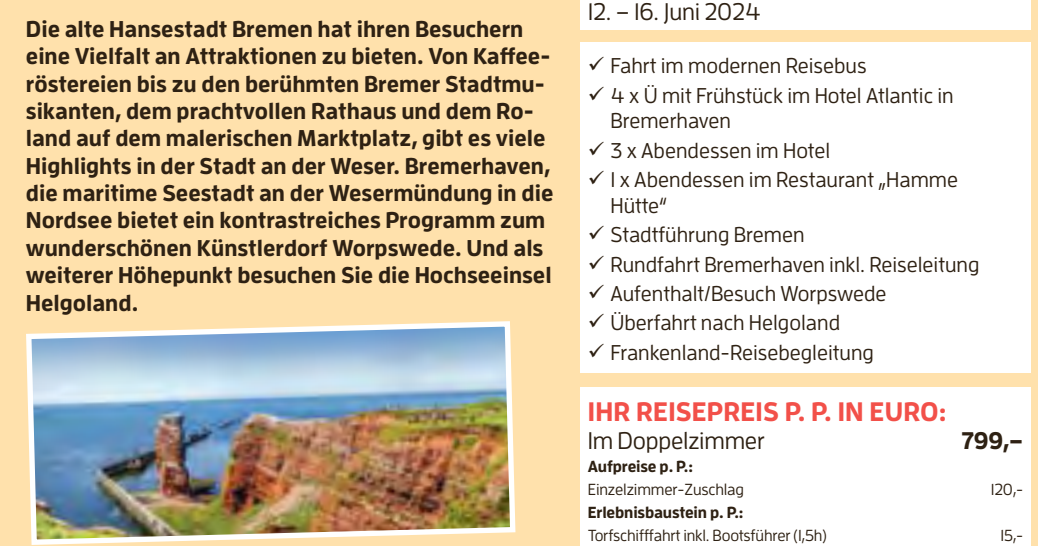 Die alte Hansestadt Bremen hat ihren Besuchern
eine Vielfalt an Attraktionen zu bieten. Von Kaffee-
röstereien bis zu den berühmten Bremer Stadtmu-
sikanten, dem prachtvollen Rathaus und dem Ro-
land auf dem malerischen Marktplatz, gibt es viele
Highlights in der Stadt an der Weser. Bremerhaven,
die maritime Seestadt an der Wesermündung in die
Nordsee bietet ein kontrastreiches Programm zum
wunderschönen Künstlerdorf Worpswede. Und als
weiterer Höhepunkt besuchen Sie die Hochseeinsel
Helgoland.
12. – 16. Juni 2024
✓ Fahrt im modernen Reisebus
✓ 4 x Ü mit Frühstück im Hotel Atlantic in
Bremerhaven
✓ 3 x Abendessen im Hotel
✓ 1 x Abendessen im Restaurant „Hamme
Hütte"
✓ Stadtführung Bremen
✓ Rundfahrt Bremerhaven inkl. Reiseleitung
✓ Aufenthalt/Besuch Worpswede
✓ Überfahrt nach Helgoland
✓ Frankenland-Reisebegleitung
IHR REISEPREIS P. P. IN EURO:
Im Doppelzimmer 799,–
Aufpreise p. P.:
Einzelzimmer-Zuschlag 120,-
Erlebnisbaustein p. P.:
Torfschifffahrt inkl. Bootsführer (1,5h) 15,-